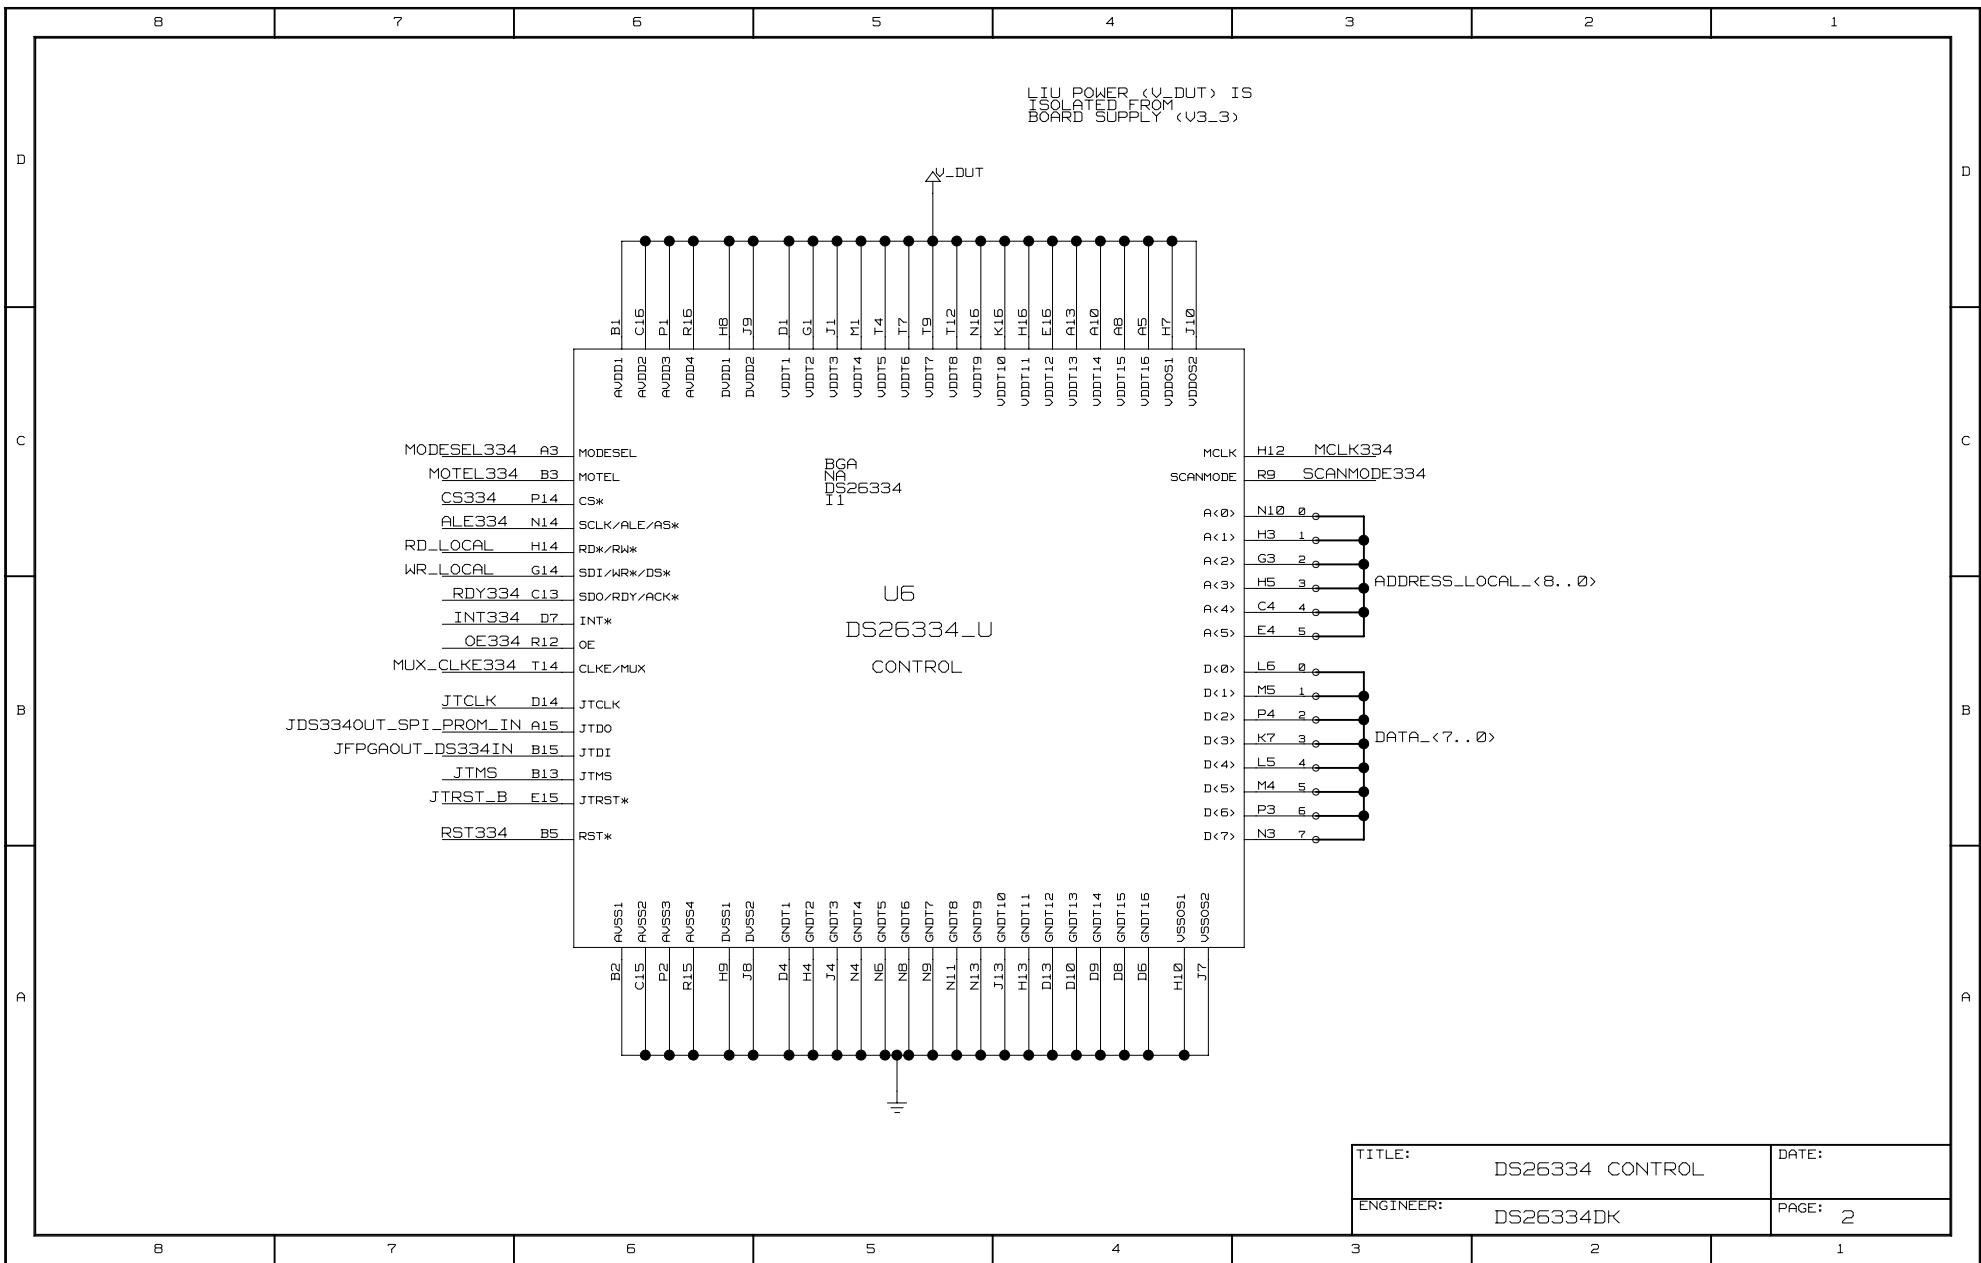 8 7 6 5 4 3 2 1
LIU POWER (V_DUT) IS
ISOLATED FROM
BOARD SUPPLY (V3_3)
D
D
V_DUT
B1 C16 P1 R16 H8 J9 D1 G1 J1 M1 T4 T7 T9 T12 N16 K16 H16 E16 A13 A10 A8 A5 H7 J10
AVDD1 AVDD2 AVDD3 AVDD4 DVDD1 DVDD2 VDDT1 VDDT2 VDDT3 VDDT4 VDDT5 VDDT6 VDDT7 VDDT8 VDDT9 VDDT10 VDDT11 VDDT12 VDDT13 VDDT14 VDDT15 VDDT16 VDDOS1 VDDOS2
C
C
MODESEL334 A3 MODESEL
MOTEL334 B3 MOTEL
CS334 P14 CS*
ALE334 N14 SCLK/ALE/AS*
RD_LOCAL H14 RD*/RW*
WR_LOCAL G14 SDI/WR*/DS*
RDY334 C13 SDO/RDY/ACK*
INT334 D7 INT*
OE334 R12 OE
MUX_CLKE334 T14 CLKE/MUX
JTCLK D14 JTCLK
JDS334OUT_SPI_PROM_IN A15 JTDO
JFPGAOUT_DS334IN B15 JTDI
JTMS B13 JTMS
JTRST_B E15 JTRST*
RST334 B5 RST*
BGA
NA
DS26334
I1
U6
DS26334_U
CONTROL
MCLK H12 MCLK334
SCANMODE R9 SCANMODE334
A<0> N10 0
A<1> H3 1
A<2> G3 2
A<3> H5 3
A<4> C4 4
A<5> E4 5
ADDRESS_LOCAL_<8..0>
D<0> L6 0
D<1> M5 1
D<2> P4 2
D<3> K7 3
D<4> L5 4
D<5> M4 5
D<6> P3 6
D<7> N3 7
DATA_<7..0>
B
B
AVSS1 AVSS2 AVSS3 AVSS4 DVSS1 DVSS2 GNDT1 GNDT2 GNDT3 GNDT4 GNDT5 GNDT6 GNDT7 GNDT8 GNDT9 GNDT10 GNDT11 GNDT12 GNDT13 GNDT14 GNDT15 GNDT16 VSSOS1 VSSOS2
B2 C15 P2 R15 H9 J8 D4 H4 J4 N4 N6 N8 N9 N11 N13 J13 H13 D13 D10 D9 D8 D6 H10 J7
A
A
TITLE: DS26334 CONTROL
DATE:
ENGINEER: DS26334DK
PAGE: 2
8 7 6 5 4 3 2 1